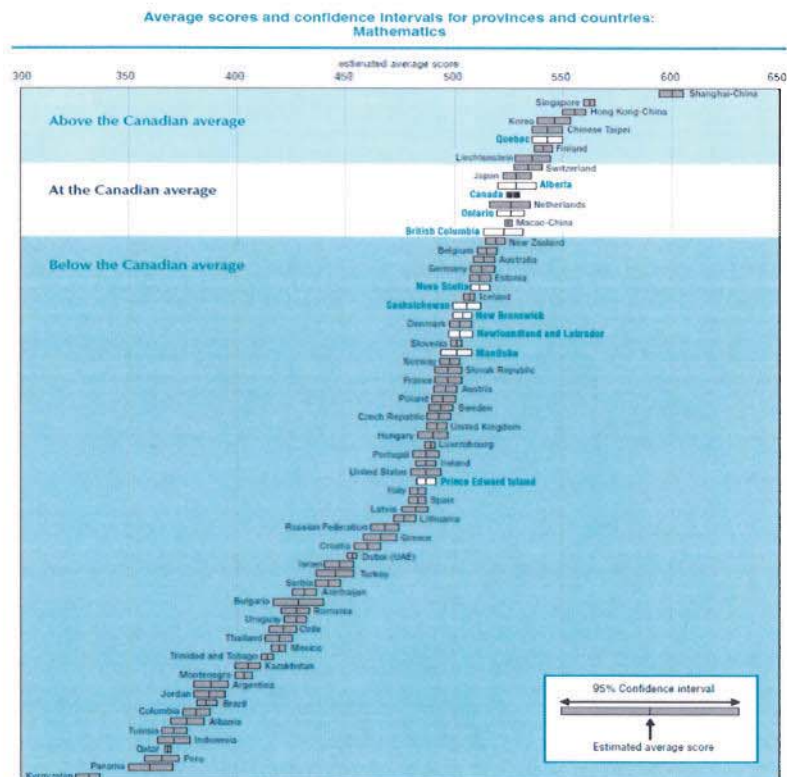 Average scores and confidence intervals for provinces and countries:
Mathematics
estimated average score
300 350 400 450 500 550 600 650
Shanghai-China
Singapore
Hong Kong-China
Above the Canadian average
Korea
Chinese Taipei
Quebec
Finland
Liechtenstein
Switzerland
Japan
Alberta
At the Canadian average
Canada
Netherlands
Ontario
Macao-China
British Columbia
New Zealand
Belgium
Below the Canadian average
Australia
Germany
Estonia
Nova Scotia
Iceland
Saskatchewan
New Brunswick
Denmark
Newfoundland and Labrador
Slovenia
Manitoba
Norway
Slovak Republic
France
Austria
Poland
Sweden
Czech Republic
United Kingdom
Hungary
Luxembourg
Portugal
Ireland
United States
Prince Edward Island
Italy
Spain
Latvia
Lithuania
Russian Federation
Greece
Croatia
Dubai (UAE)
Israel
Turkey
Serbia
Azerbaijan
Bulgaria
Romania
Uruguay
Chile
Thailand
Mexico
Trinidad and Tobago
Kazakhstan
Montenegro
Argentina
Jordan
Brazil
Columbia
Albania
Tunisia
Indonesia
Qatar
Peru
Panama
Kyrgyzstan
95% Confidence interval
Estimated average score